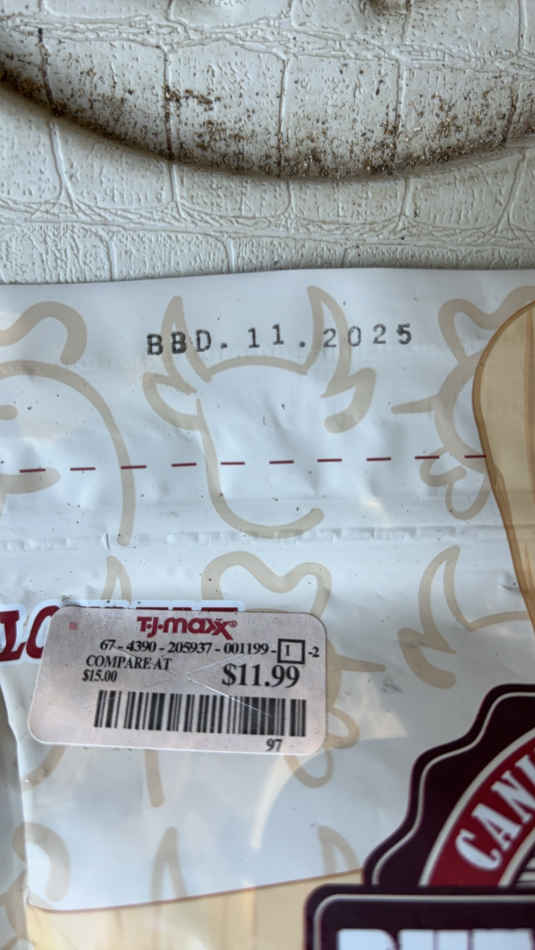 BBD. 11.2025
T·J·maxx®
67 - 4390 - 205937 - 001199 - 1 -2
COMPARE AT
$15.00
$11.99
97